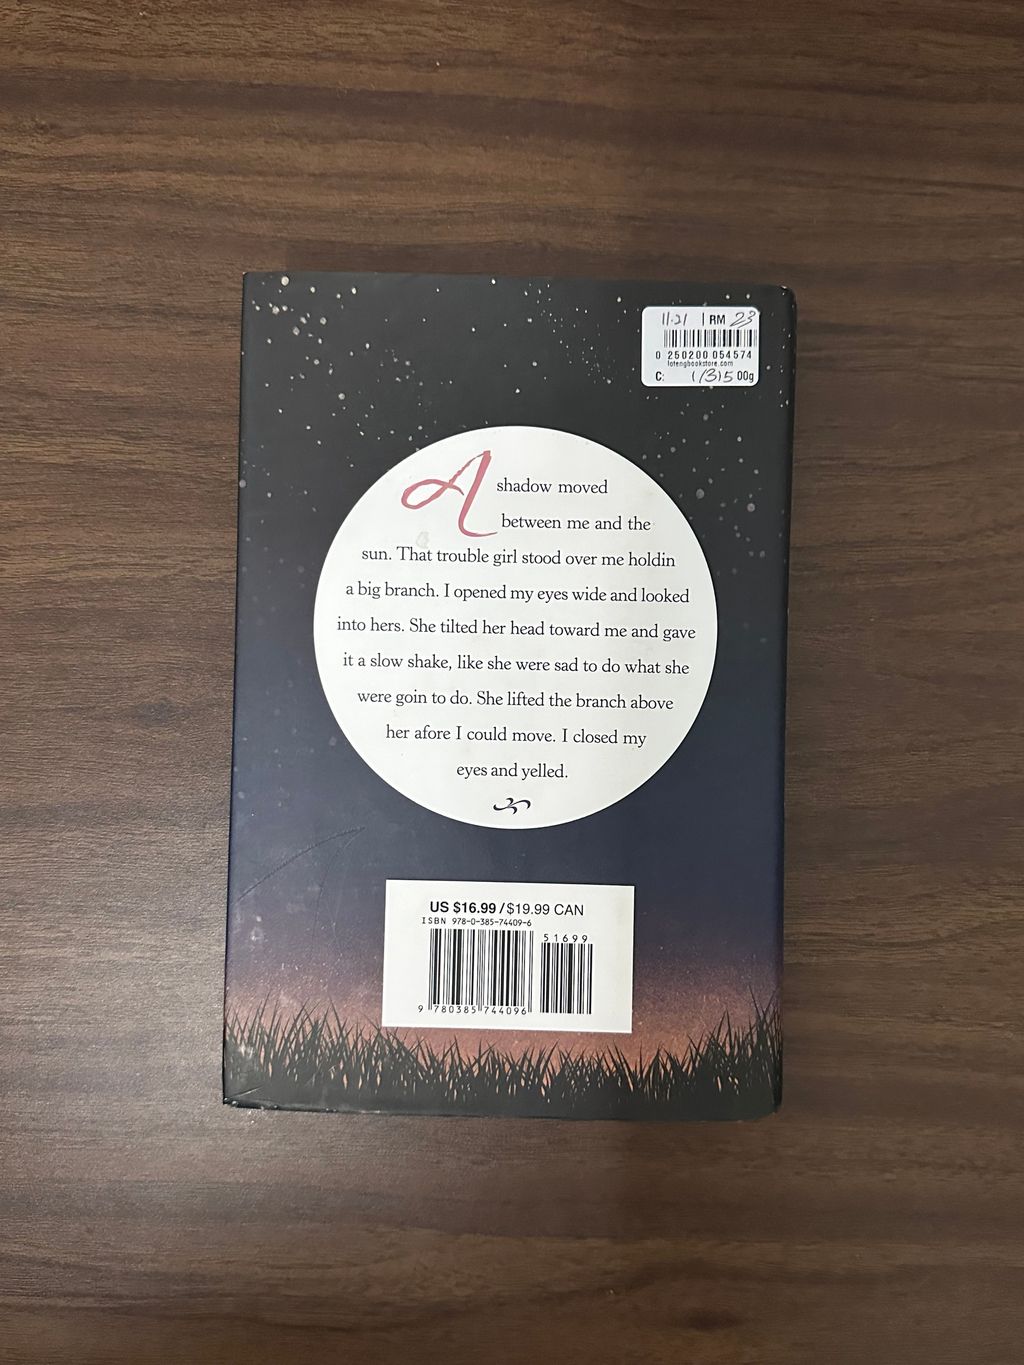 11.21 | RM 23
0 250200 054574
lotengbookstore.com
C: (13)5 00g
A shadow moved
between me and the
sun. That trouble girl stood over me holdin
a big branch. I opened my eyes wide and looked
into hers. She tilted her head toward me and gave
it a slow shake, like she were sad to do what she
were goin to do. She lifted the branch above
her afore I could move. I closed my
eyes and yelled.
US $16.99 / $19.99 CAN
ISBN 978-0-385-74409-6
51699
9 780385 744096